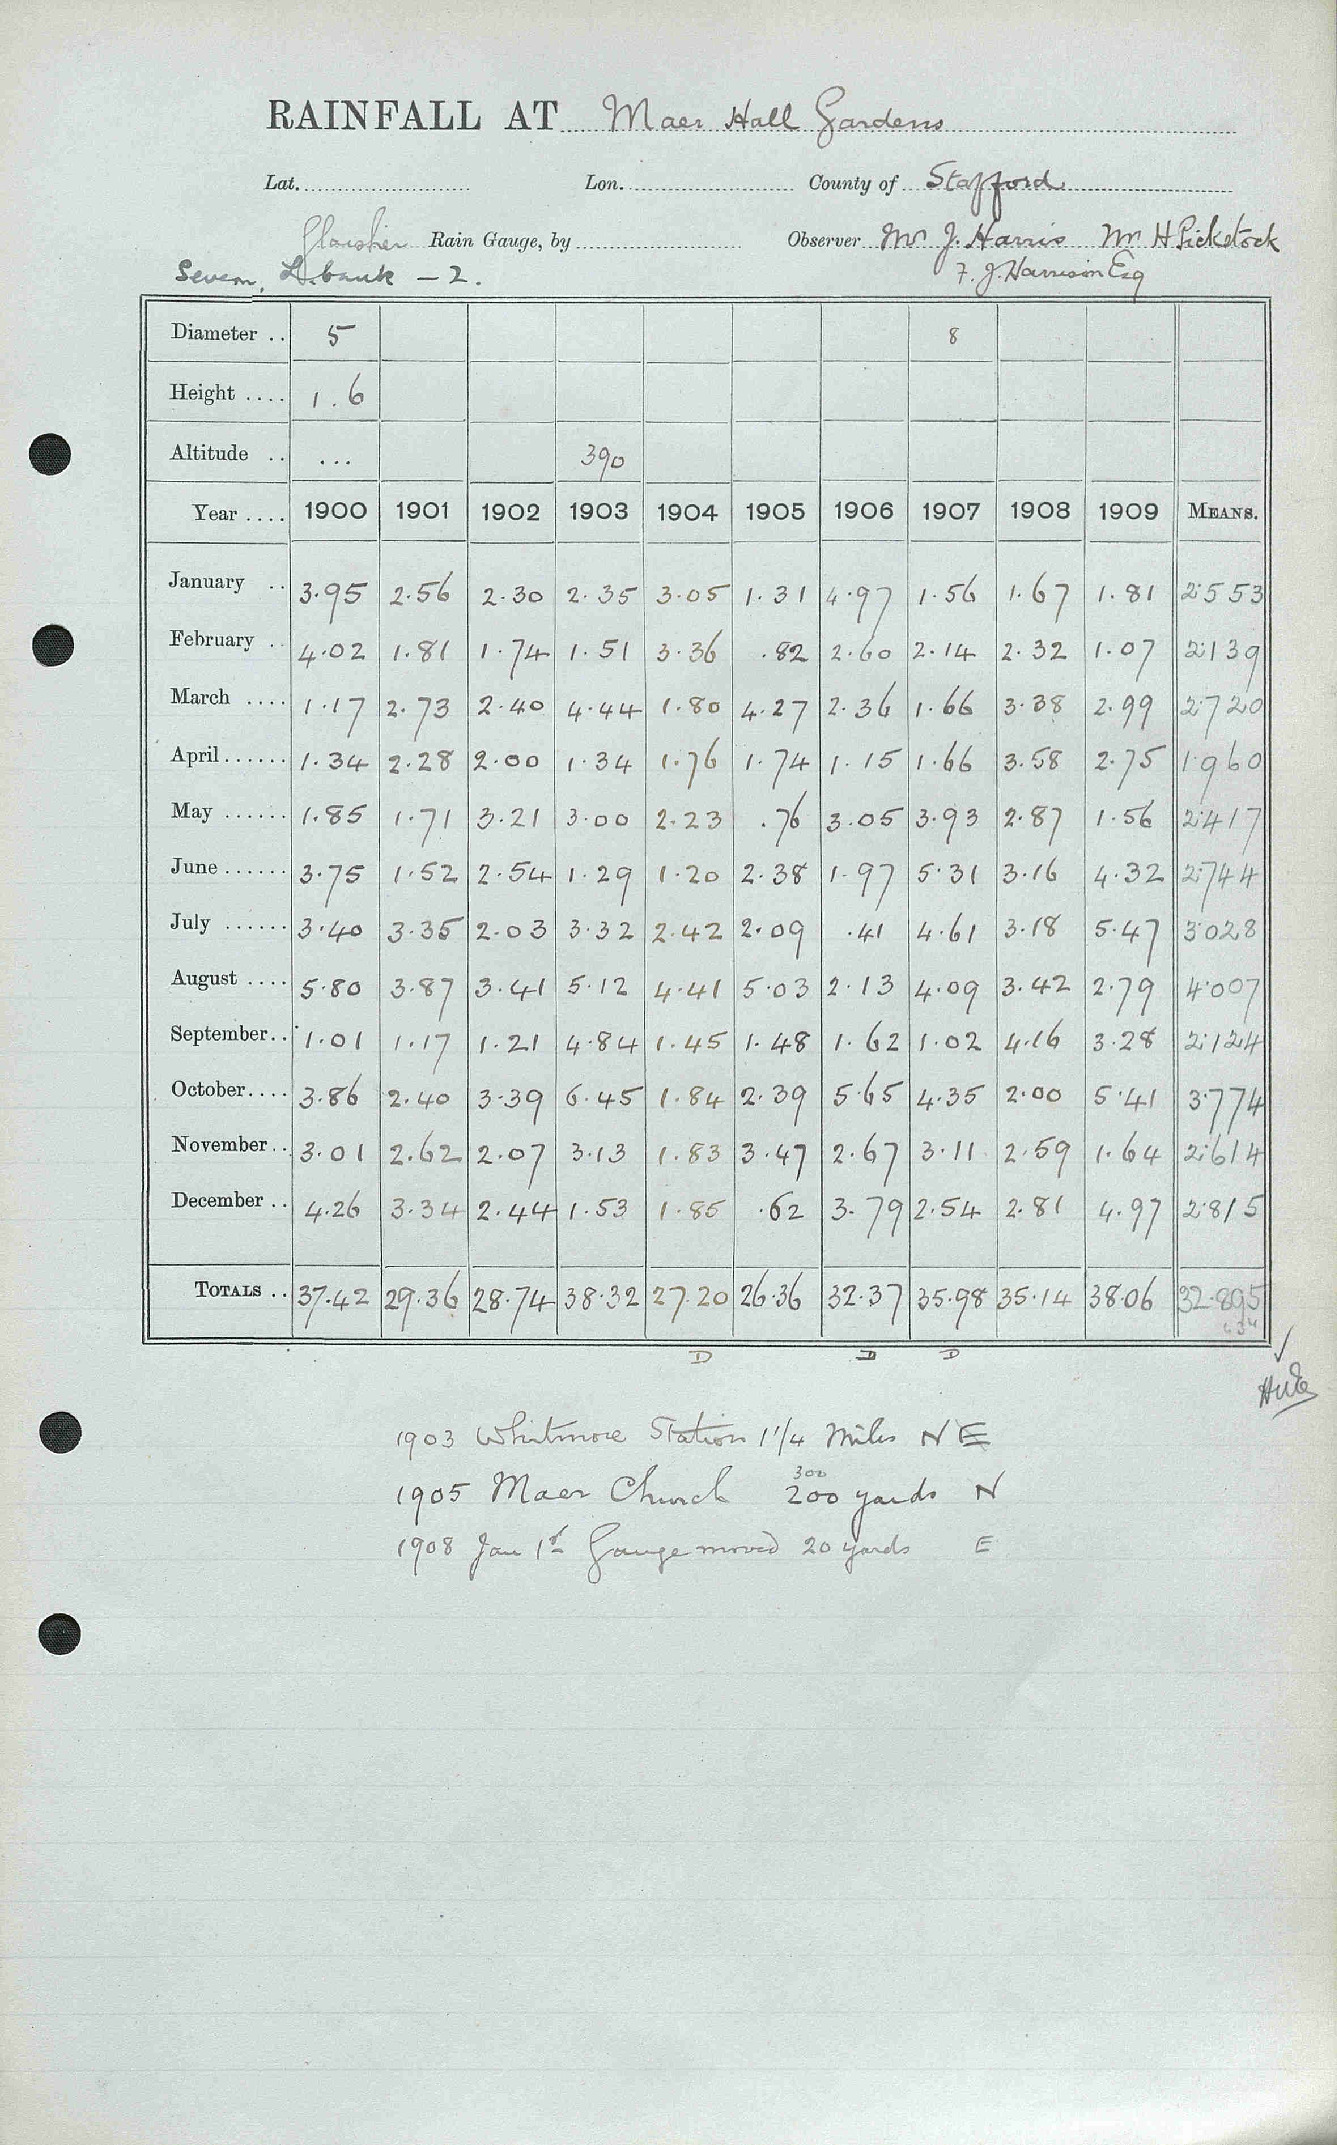 RAINFALL AT Maer Hall Gardens
Lat. Lon. County of Stafford
Glaisher Rain Gauge, by Observer Mr J. Harris Mr H Pickstock
Severn, L. bank – 2. F. J. Harrison Esq
Diameter .. 5 8
Height .... 1.6
Altitude .. ... 390
Year .... 1900 1901 1902 1903 1904 1905 1906 1907 1908 1909 MEANS.
January .. 3.95 2.56 2.30 2.35 3.05 1.31 4.97 1.56 1.67 1.81 2.553
February .. 4.02 1.81 1.74 1.51 3.36 .82 2.60 2.14 2.32 1.07 2.139
March .... 1.17 2.73 2.40 4.44 1.80 4.27 2.36 1.66 3.38 2.99 2.720
April...... 1.34 2.28 2.00 1.34 1.76 1.74 1.15 1.66 3.58 2.75 1.960
May ...... 1.85 1.71 3.21 3.00 2.23 .76 3.05 3.93 2.87 1.56 2.417
June ...... 3.75 1.52 2.54 1.29 1.20 2.38 1.97 5.31 3.16 4.32 2.744
July ...... 3.40 3.35 2.03 3.32 2.42 2.09 .41 4.61 3.18 5.47 3.028
August .... 5.80 3.87 3.41 5.12 4.41 5.03 2.13 4.09 3.42 2.79 4.007
September.. 1.01 1.17 1.21 4.84 1.45 1.48 1.62 1.02 4.16 3.28 2.124
October.... 3.86 2.40 3.39 6.45 1.84 2.39 5.65 4.35 2.00 5.41 3.774
November.. 3.01 2.62 2.07 3.13 1.83 3.47 2.67 3.11 2.59 1.64 2.614
December .. 4.26 3.34 2.44 1.53 1.85 .62 3.79 2.54 2.81 4.97 2.815
TOTALS .. 37.42 29.36 28.74 38.32 27.20 26.36 32.37 35.98 35.14 38.06 32.895
D D D
1903 Whitmore Station 1 1/4 Miles NE
300
1905 Maer Church 200 yards N
1908 Jan 1st Gauge moved 20 yards E